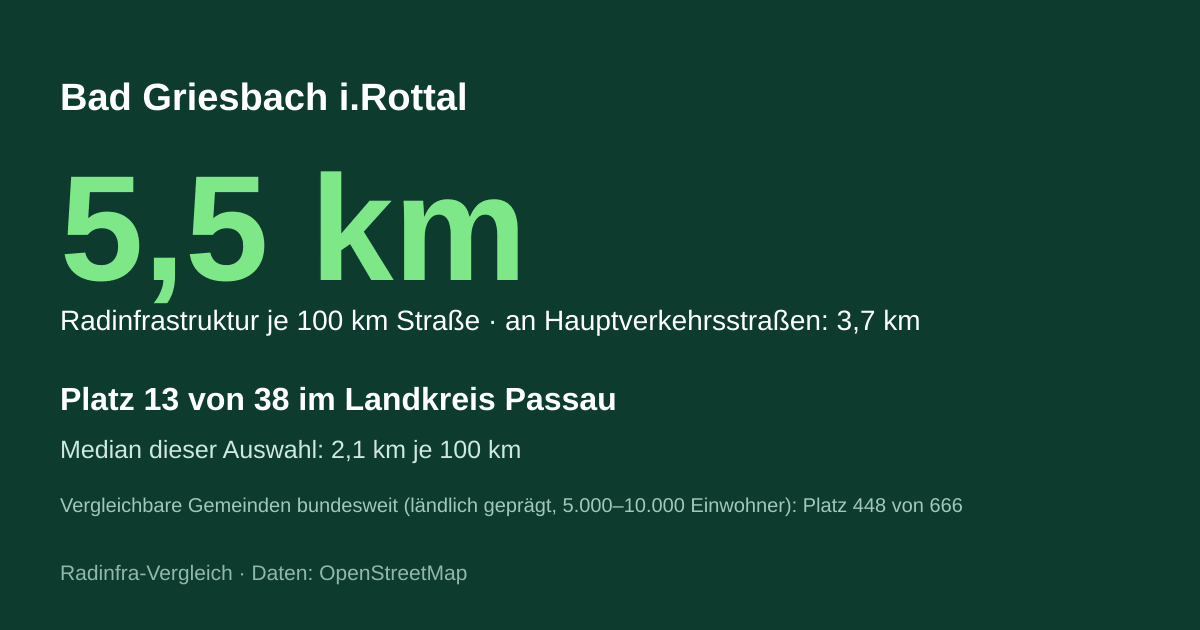 Bad Griesbach i.Rottal
5,5 km
Radinfrastruktur je 100 km Straße · an Hauptverkehrsstraßen: 3,7 km
Platz 13 von 38 im Landkreis Passau
Median dieser Auswahl: 2,1 km je 100 km
Vergleichbare Gemeinden bundesweit (ländlich geprägt, 5.000–10.000 Einwohner): Platz 448 von 666
Radinfra-Vergleich · Daten: OpenStreetMap